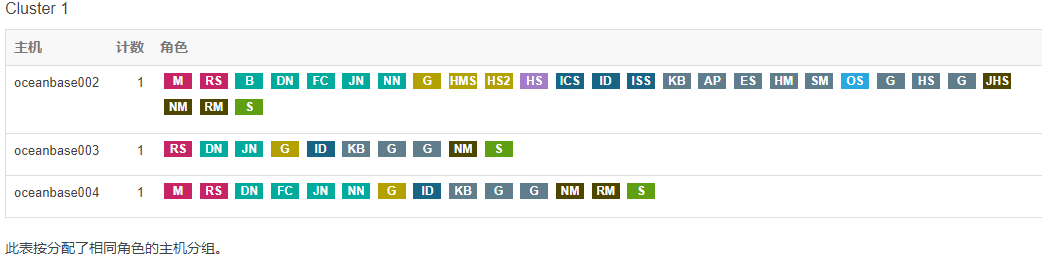 Cluster 1
主机 计数 角色
oceanbase002 1 M RS B DN FC JN NN G HMS HS2 HS ICS ID ISS KB AP ES HM SM OS G HS G JHS
NM RM S
oceanbase003 1 RS DN JN G ID KB G G NM S
oceanbase004 1 M RS DN FC JN NN G ID KB G G NM RM S
此表按分配了相同角色的主机分组。